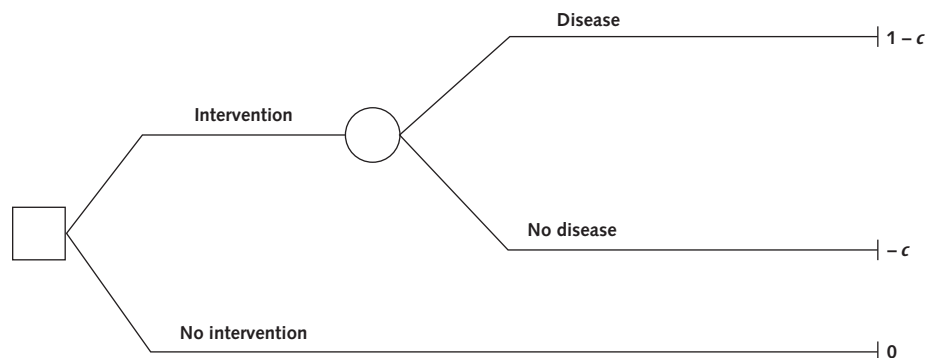 Disease
1 – c
Intervention
No disease
– c
No intervention
0